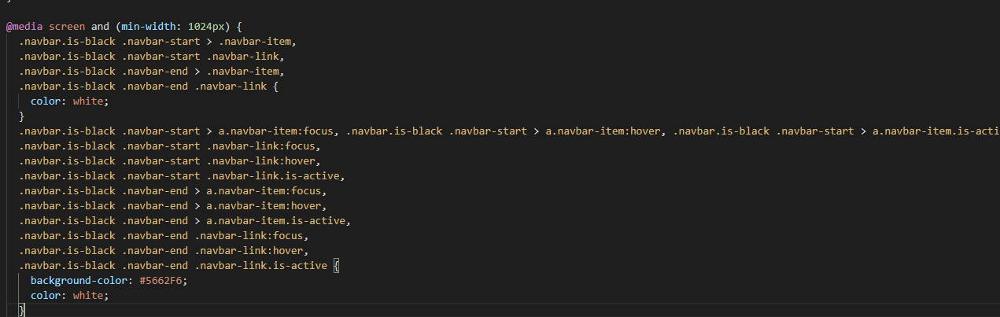 @media screen and (min-width: 1024px) {
.navbar.is-black .navbar-start > .navbar-item,
.navbar.is-black .navbar-start .navbar-link,
.navbar.is-black .navbar-end > .navbar-item,
.navbar.is-black .navbar-end .navbar-link {
color: white;
}
.navbar.is-black .navbar-start > a.navbar-item:focus, .navbar.is-black .navbar-start > a.navbar-item:hover, .navbar.is-black .navbar-start > a.navbar-item.is-acti
.navbar.is-black .navbar-start .navbar-link:focus,
.navbar.is-black .navbar-start .navbar-link:hover,
.navbar.is-black .navbar-start .navbar-link.is-active,
.navbar.is-black .navbar-end > a.navbar-item:focus,
.navbar.is-black .navbar-end > a.navbar-item:hover,
.navbar.is-black .navbar-end > a.navbar-item.is-active,
.navbar.is-black .navbar-end .navbar-link:focus,
.navbar.is-black .navbar-end .navbar-link:hover,
.navbar.is-black .navbar-end .navbar-link.is-active {
background-color: #5662F6;
color: white;
}